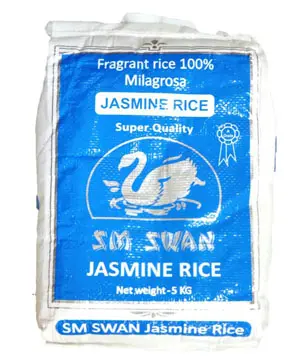 Fragrant rice 100%
Milagrosa
JASMINE RICE
Super Quality
SM SWAN
JASMINE RICE
Net weight-5 KG
SM SWAN Jasmine Rice